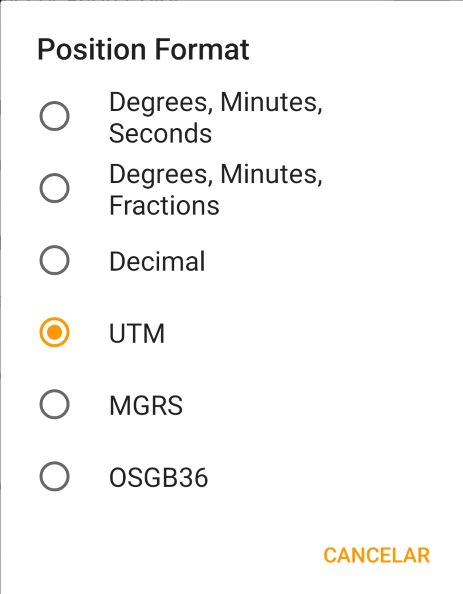 Position Format
Degrees, Minutes,
Seconds
Degrees, Minutes,
Fractions
Decimal
UTM
MGRS
OSGB36
CANCELAR